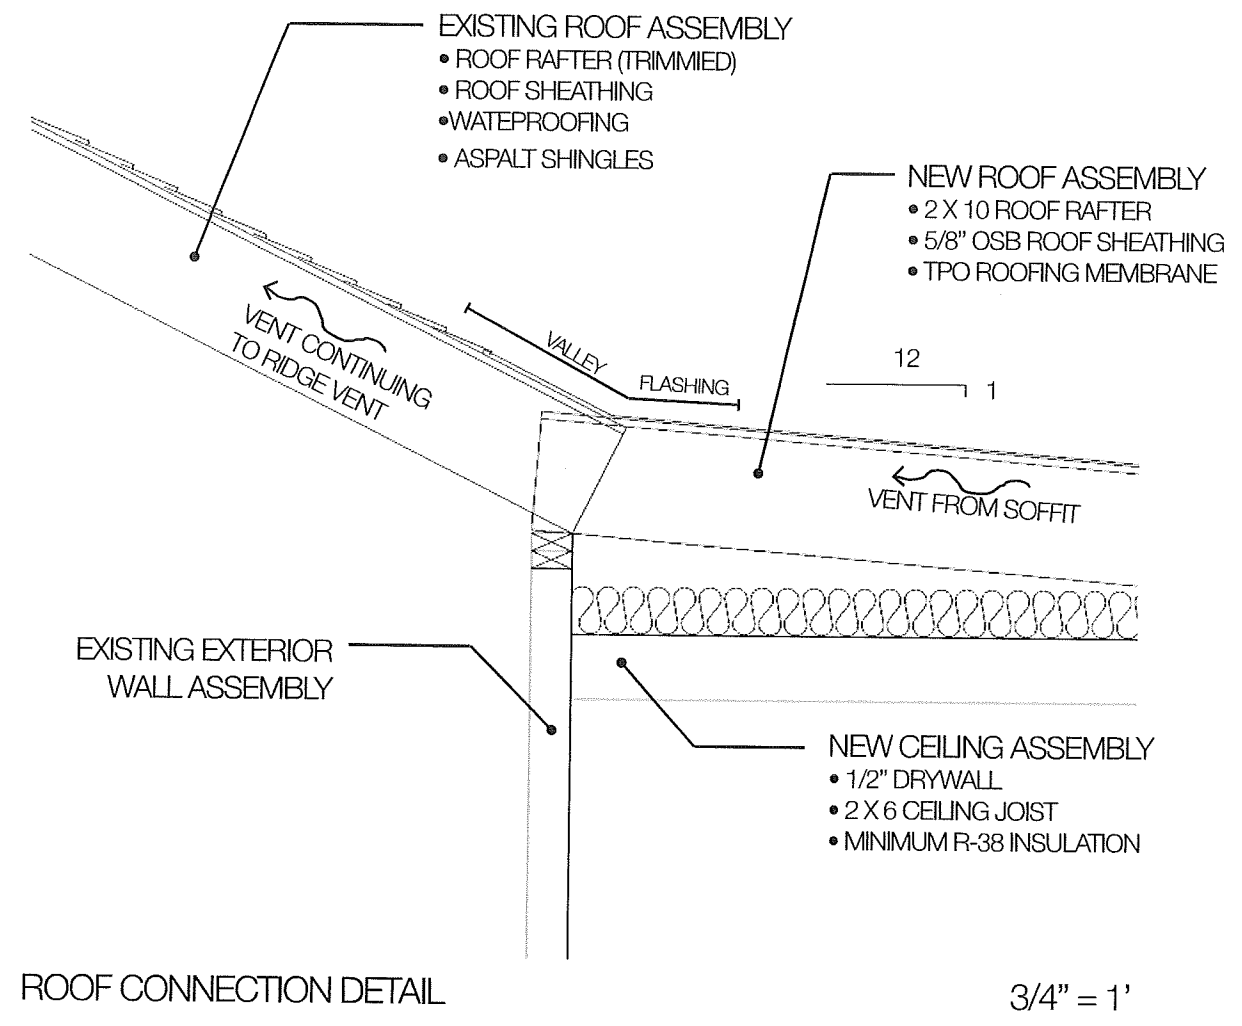 EXISTING ROOF ASSEMBLY
• ROOF RAFTER (TRIMMIED)
• ROOF SHEATHING
•WATEPROOFING
• ASPALT SHINGLES
NEW ROOF ASSEMBLY
• 2 X 10 ROOF RAFTER
• 5/8" OSB ROOF SHEATHING
• TPO ROOFING MEMBRANE
VENT CONTINUING
TO RIDGE VENT
VALLEY
FLASHING
12
1
VENT FROM SOFFIT
EXISTING EXTERIOR
WALL ASSEMBLY
NEW CEILING ASSEMBLY
• 1/2" DRYWALL
• 2 X 6 CEILING JOIST
• MINIMUM R-38 INSULATION
ROOF CONNECTION DETAIL
3/4" = 1'